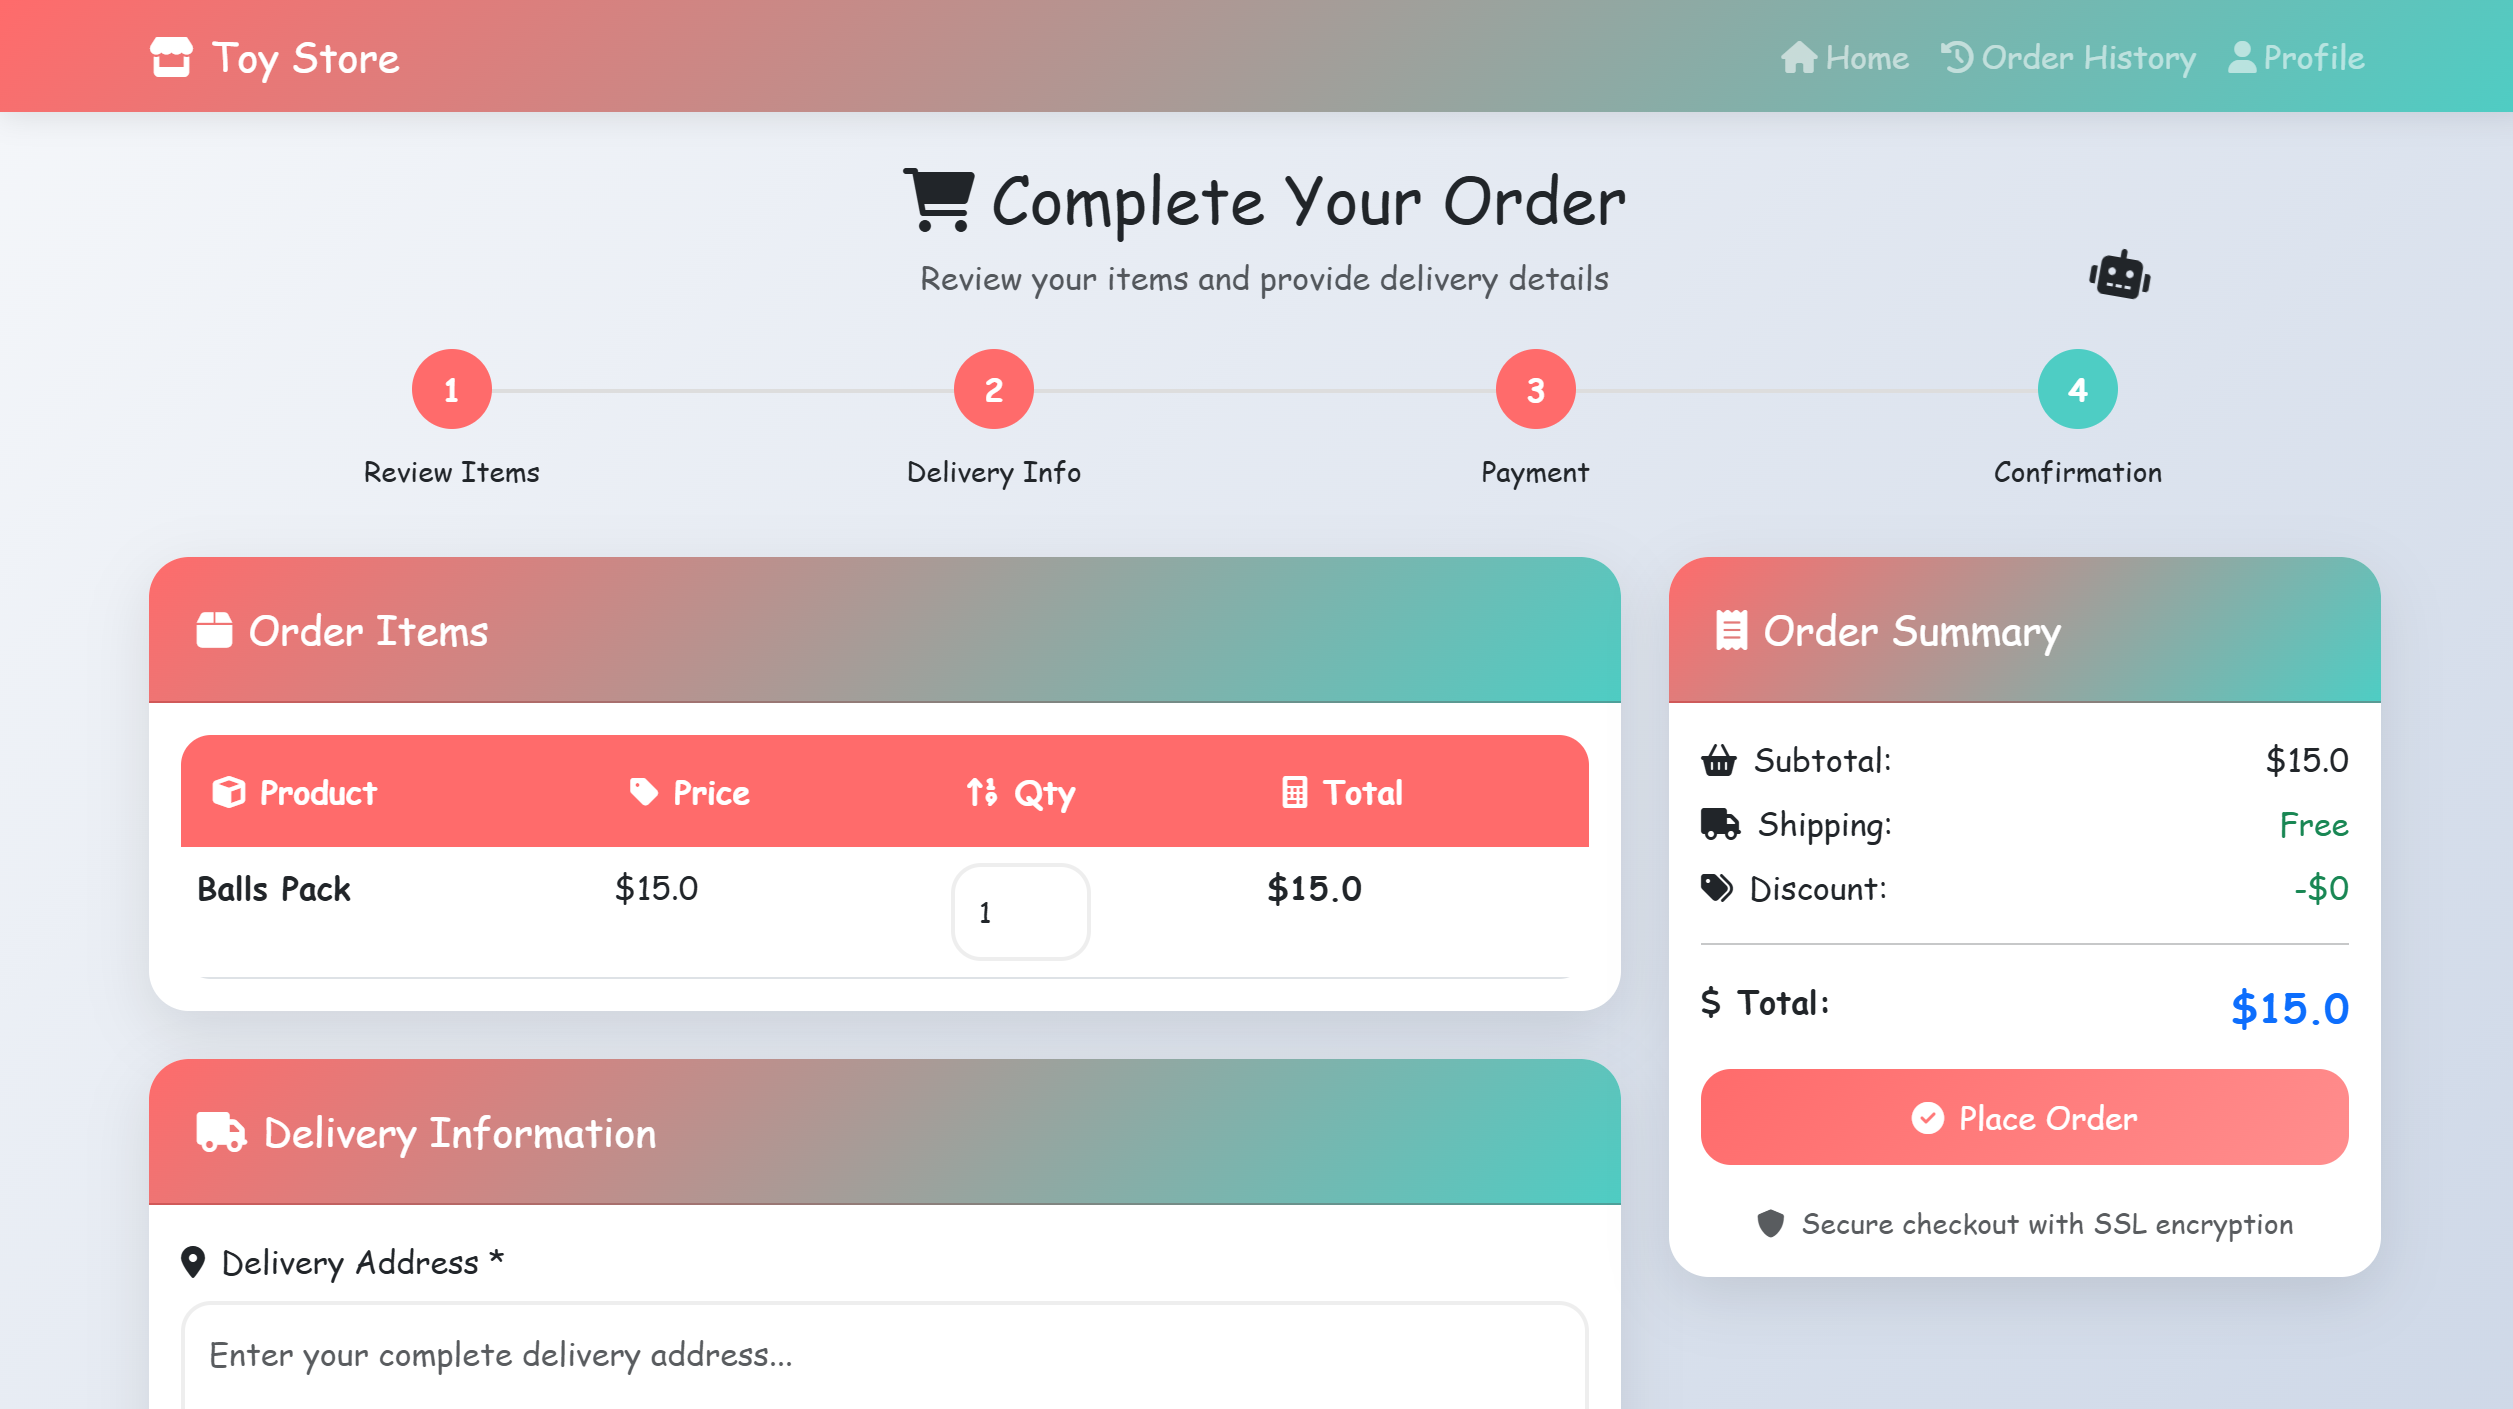 Toy Store
Home Order History Profile
Complete Your Order
Review your items and provide delivery details
1 2 3 4
Review Items Delivery Info Payment Confirmation
Order Items
Product Price Qty Total
Balls Pack $15.0 1 $15.0
Delivery Information
Delivery Address *
Enter your complete delivery address...
Order Summary
Subtotal: $15.0
Shipping: Free
Discount: -$0
$ Total: $15.0
Place Order
Secure checkout with SSL encryption